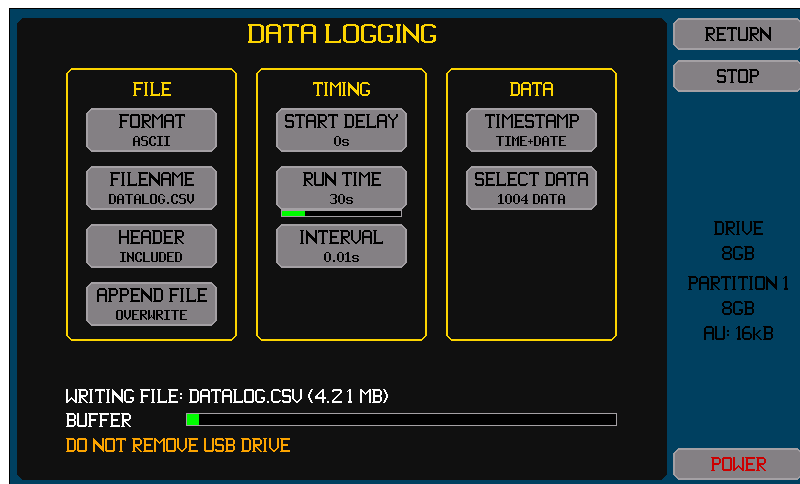 DATA LOGGING
FILE
FORMAT
ASCII
FILENAME
DATALOG.CSV
HEADER
INCLUDED
APPEND FILE
OVERWRITE
TIMING
START DELAY
0s
RUN TIME
30s
INTERVAL
0.01s
DATA
TIMESTAMP
TIME+DATE
SELECT DATA
1004 DATA
WRITING FILE: DATALOG.CSV (4.21 MB)
BUFFER
DO NOT REMOVE USB DRIVE
RETURN
STOP
DRIVE
8GB
PARTITION 1
8GB
AU: 16kB
POWER